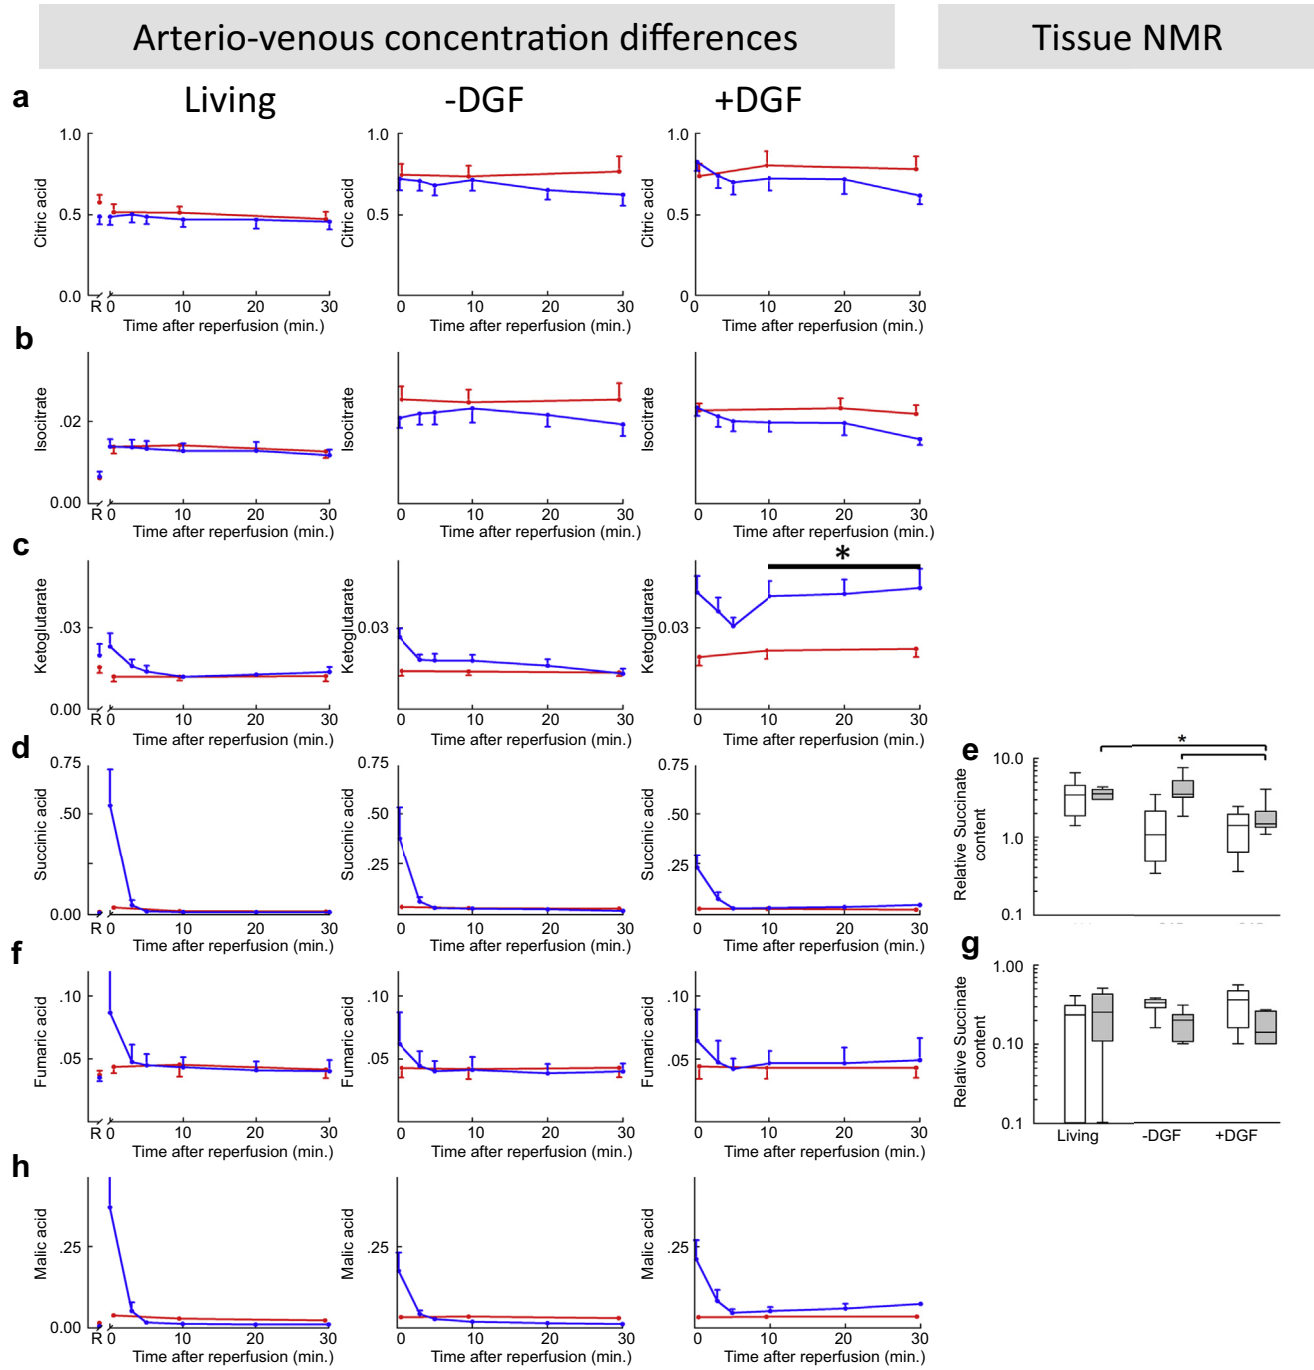 Arterio-venous concentration differences
Tissue NMR
a
Living
-DGF
+DGF
Citric acid
1.0
0.5
0.0
R 0 10 20 30
Time after reperfusion (min.)
Citric acid
1.0
0.5
0 10 20 30
Time after reperfusion (min.)
Citric acid
1.0
0.5
0
0 10 20 30
Time after reperfusion (min.)
b
Isocitrate
.02
0.00
R 0 10 20 30
Time after reperfusion (min.)
Isocitrate
0 10 20 30
Time after reperfusion (min.)
Isocitrate
0 10 20 30
Time after reperfusion (min.)
c
Ketoglutarate
.03
0.00
R 0 10 20 30
Time after reperfusion (min.)
Ketoglutarate
0.03
0 10 20 30
Time after reperfusion (min.)
*
Ketoglutarate
0.03
0 10 20 30
Time after reperfusion (min.)
d
Succinic acid
0.75
.50
.25
0.00
R 0 10 20 30
Time after reperfusion (min.)
Succinic acid
0.75
.50
.25
0 10 20 30
Time after reperfusion (min.)
Succinic acid
0.75
.50
.25
0 10 20 30
Time after reperfusion (min.)
e
*
Relative Succinate
content
10.0
1.0
0.1
f
Fumaric acid
.10
.05
R 0 10 20 30
Time after reperfusion (min.)
Fumaric acid
.10
.05
0 10 20 30
Time after reperfusion (min.)
Fumaric acid
.10
.05
0 10 20 30
Time after reperfusion (min.)
g
Relative Succinate
content
1.00
0.10
0.1
Living -DGF +DGF
h
Malic acid
.25
0.00
R 0 10 20 30
Time after reperfusion (min.)
Malic acid
.25
0 10 20 30
Time after reperfusion (min.)
Malic acid
.25
0 10 20 30
Time after reperfusion (min.)